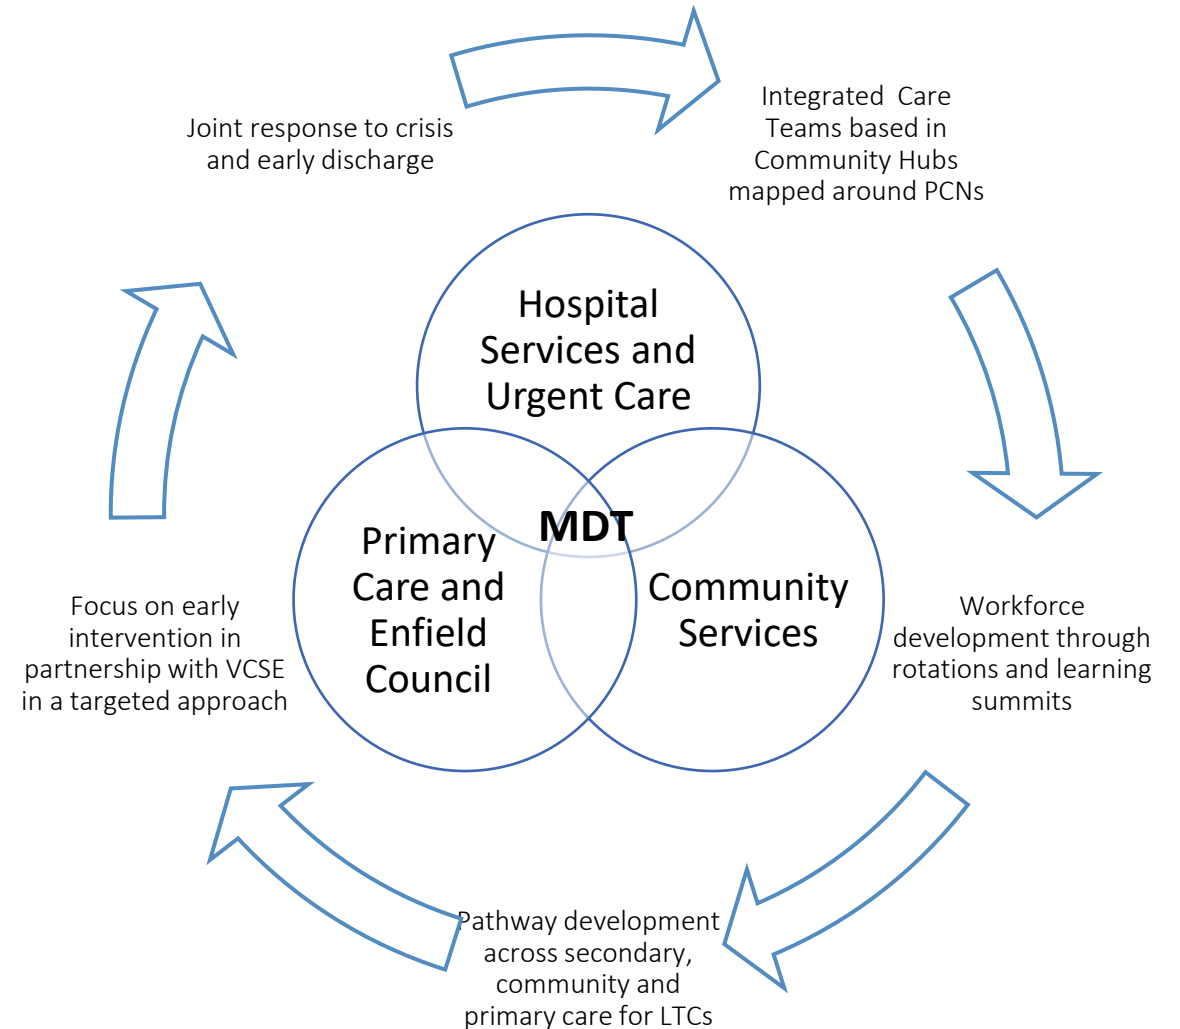 Joint response to crisis
and early discharge
Integrated Care
Teams based in
Community Hubs
mapped around PCNs
Hospital
Services and
Urgent Care
MDT
Primary
Care and
Enfield
Council
Community
Services
Focus on early
intervention in
partnership with VCSE
in a targeted approach
Workforce
development through
rotations and learning
summits
Pathway development
across secondary,
community and
primary care for LTCs